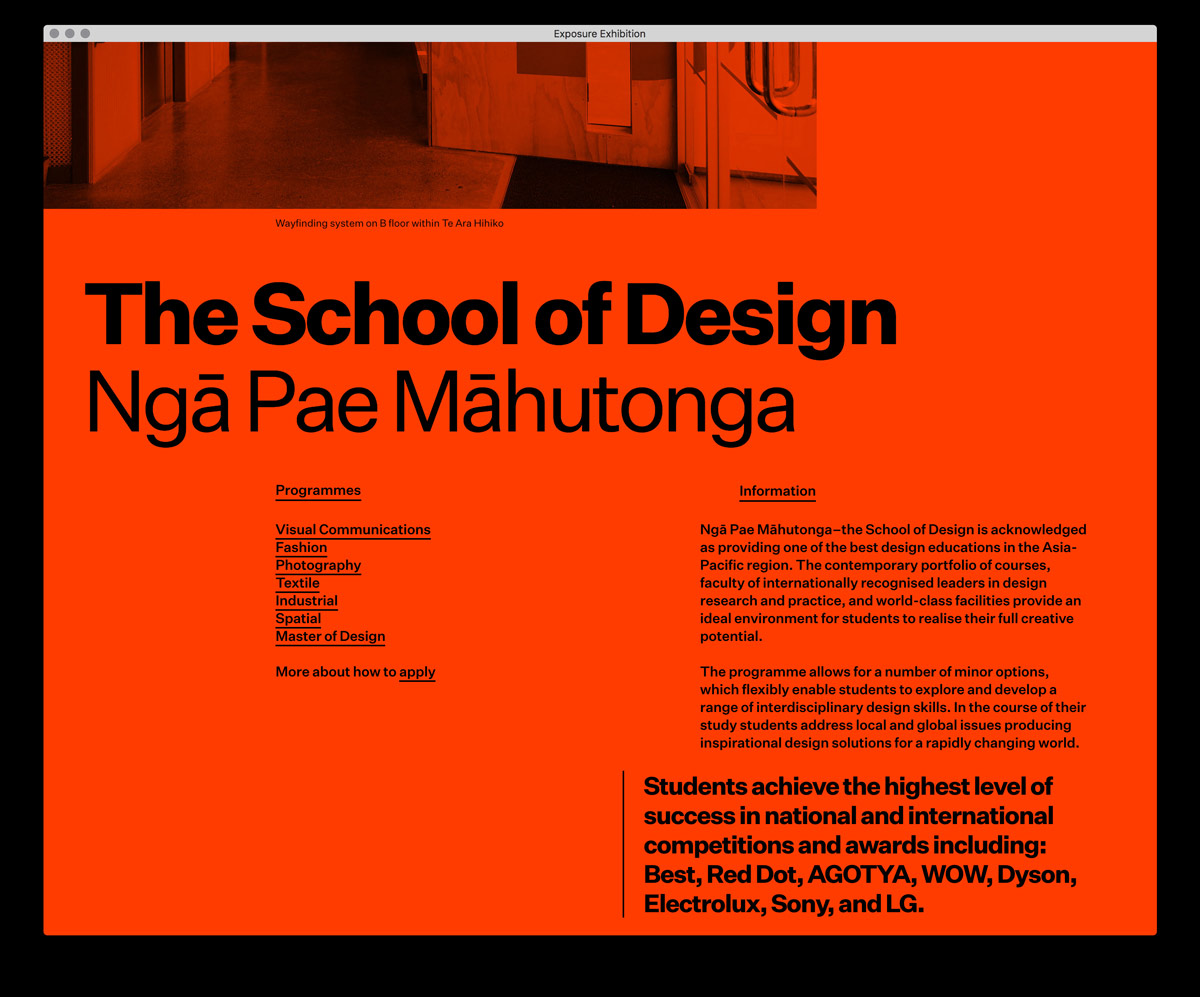 Exposure Exhibition
Wayfinding system on B floor within Te Ara Hihiko
The School of Design
Ngā Pae Māhutonga
Programmes
Visual Communications
Fashion
Photography
Textile
Industrial
Spatial
Master of Design
More about how to apply
Information
Ngā Pae Māhutonga–the School of Design is acknowledged
as providing one of the best design educations in the Asia-
Pacific region. The contemporary portfolio of courses,
faculty of internationally recognised leaders in design
research and practice, and world-class facilities provide an
ideal environment for students to realise their full creative
potential.
The programme allows for a number of minor options,
which flexibly enable students to explore and develop a
range of interdisciplinary design skills. In the course of their
study students address local and global issues producing
inspirational design solutions for a rapidly changing world.
Students achieve the highest level of
success in national and international
competitions and awards including:
Best, Red Dot, AGOTYA, WOW, Dyson,
Electrolux, Sony, and LG.